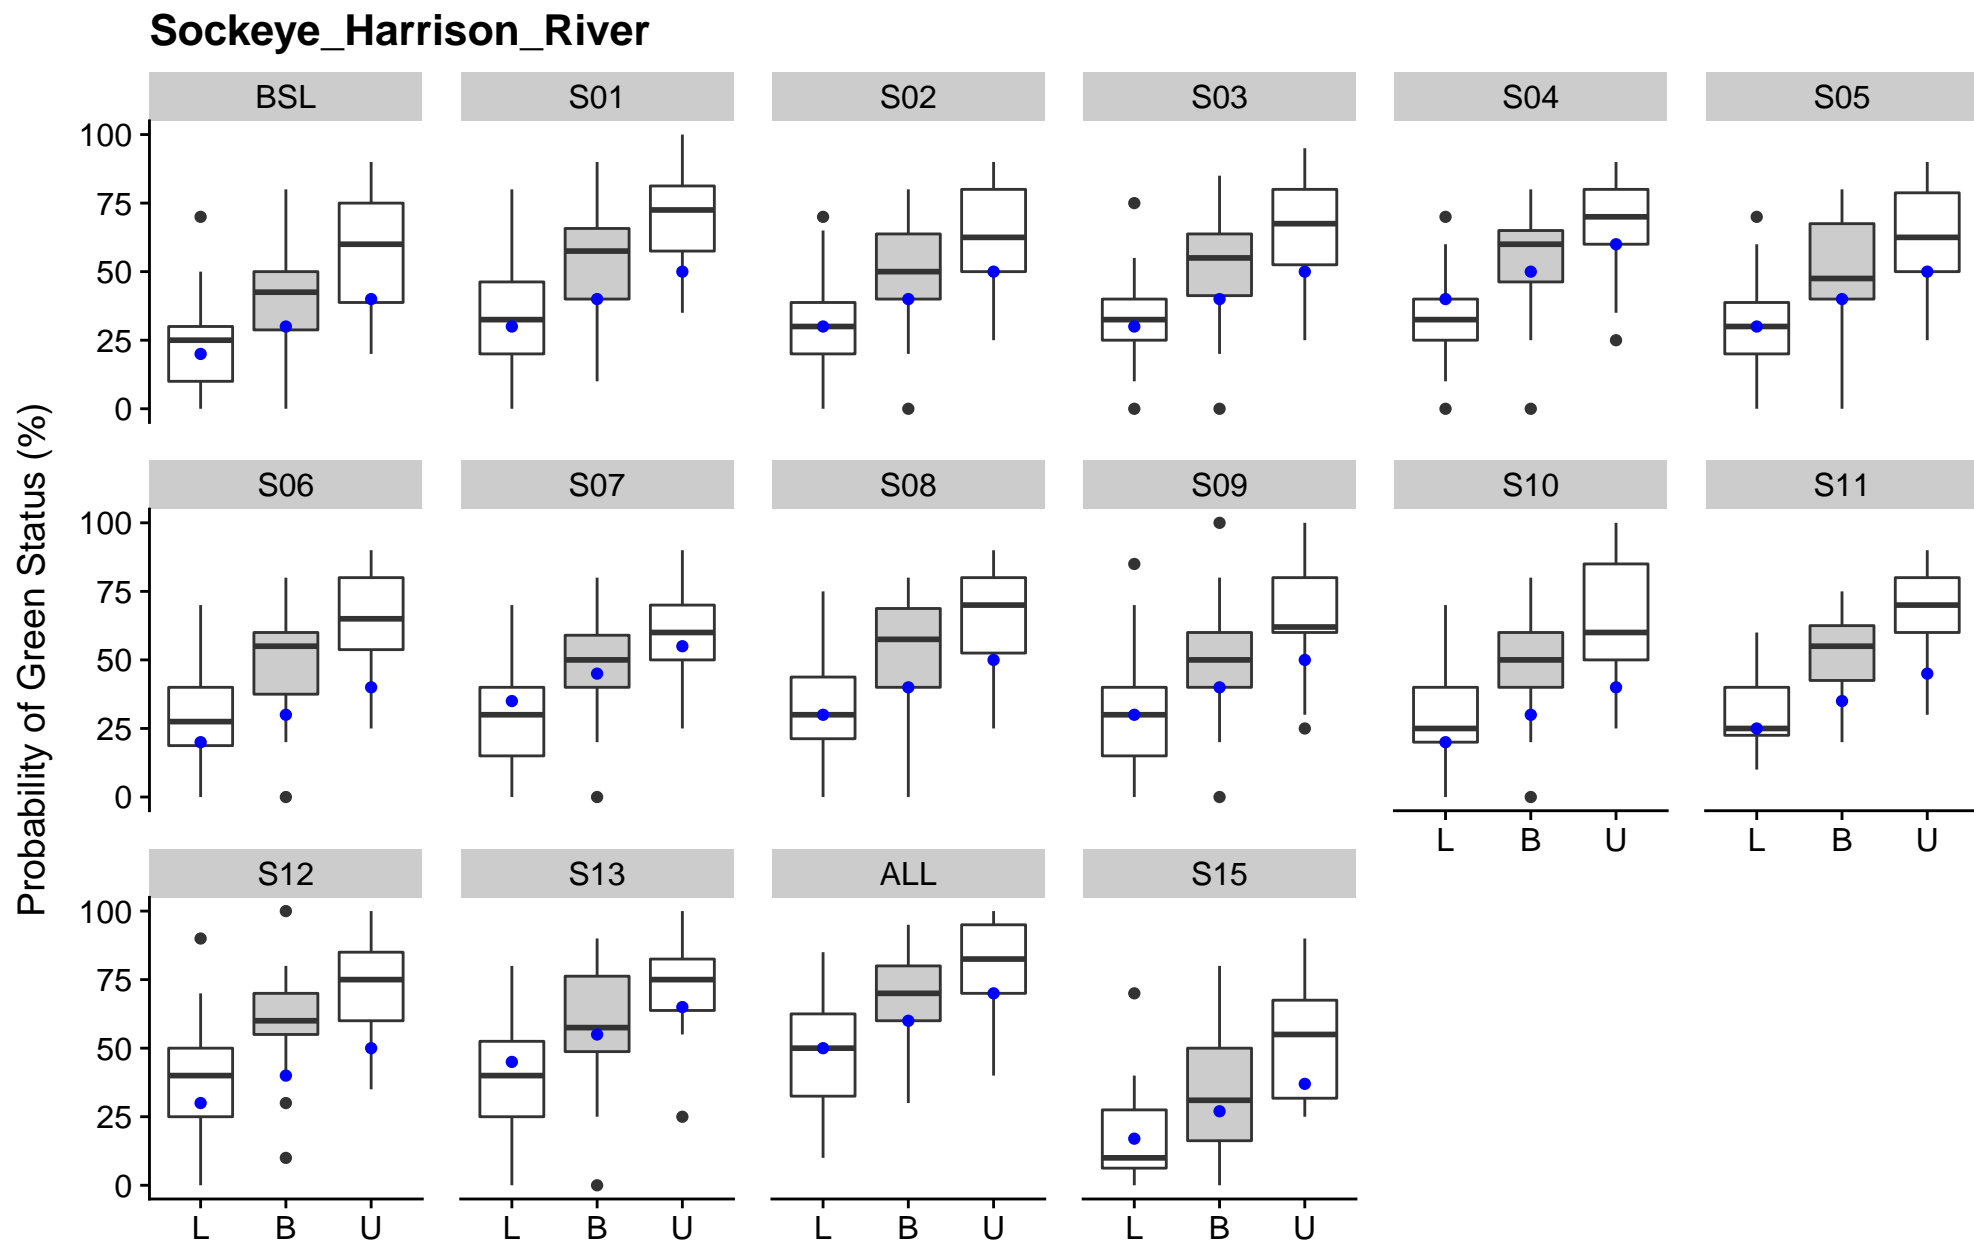 Sockeye_Harrison_River
BSL S01 S02 S03 S04 S05
100
75
50
25
0
Probability of Green Status (%)
S06 S07 S08 S09 S10 S11
100
75
50
25
0
L B U L B U
S12 S13 ALL S15
100
75
50
25
0
L B U L B U L B U L B U